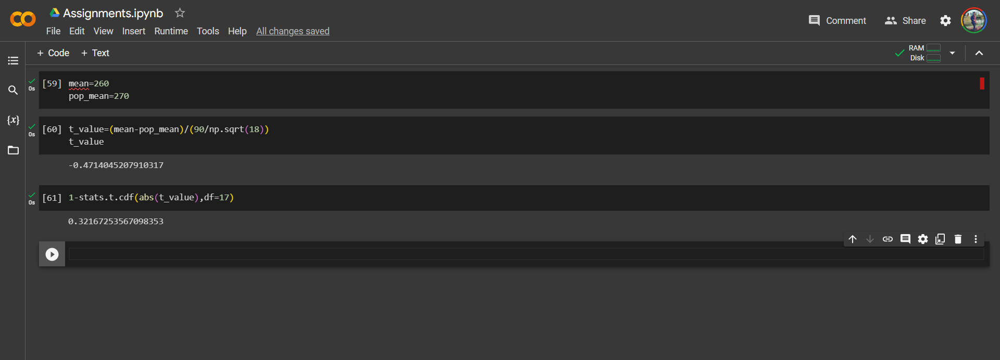 Assignments.ipynb
File Edit View Insert Runtime Tools Help All changes saved
Comment Share
+ Code + Text
RAM
Disk
0s
[59] mean=260
pop_mean=270
0s
[60] t_value=(mean-pop_mean)/(90/np.sqrt(18))
t_value
-0.4714045207910317
0s
[61] 1-stats.t.cdf(abs(t_value),df=17)
0.32167253567098353
{x}